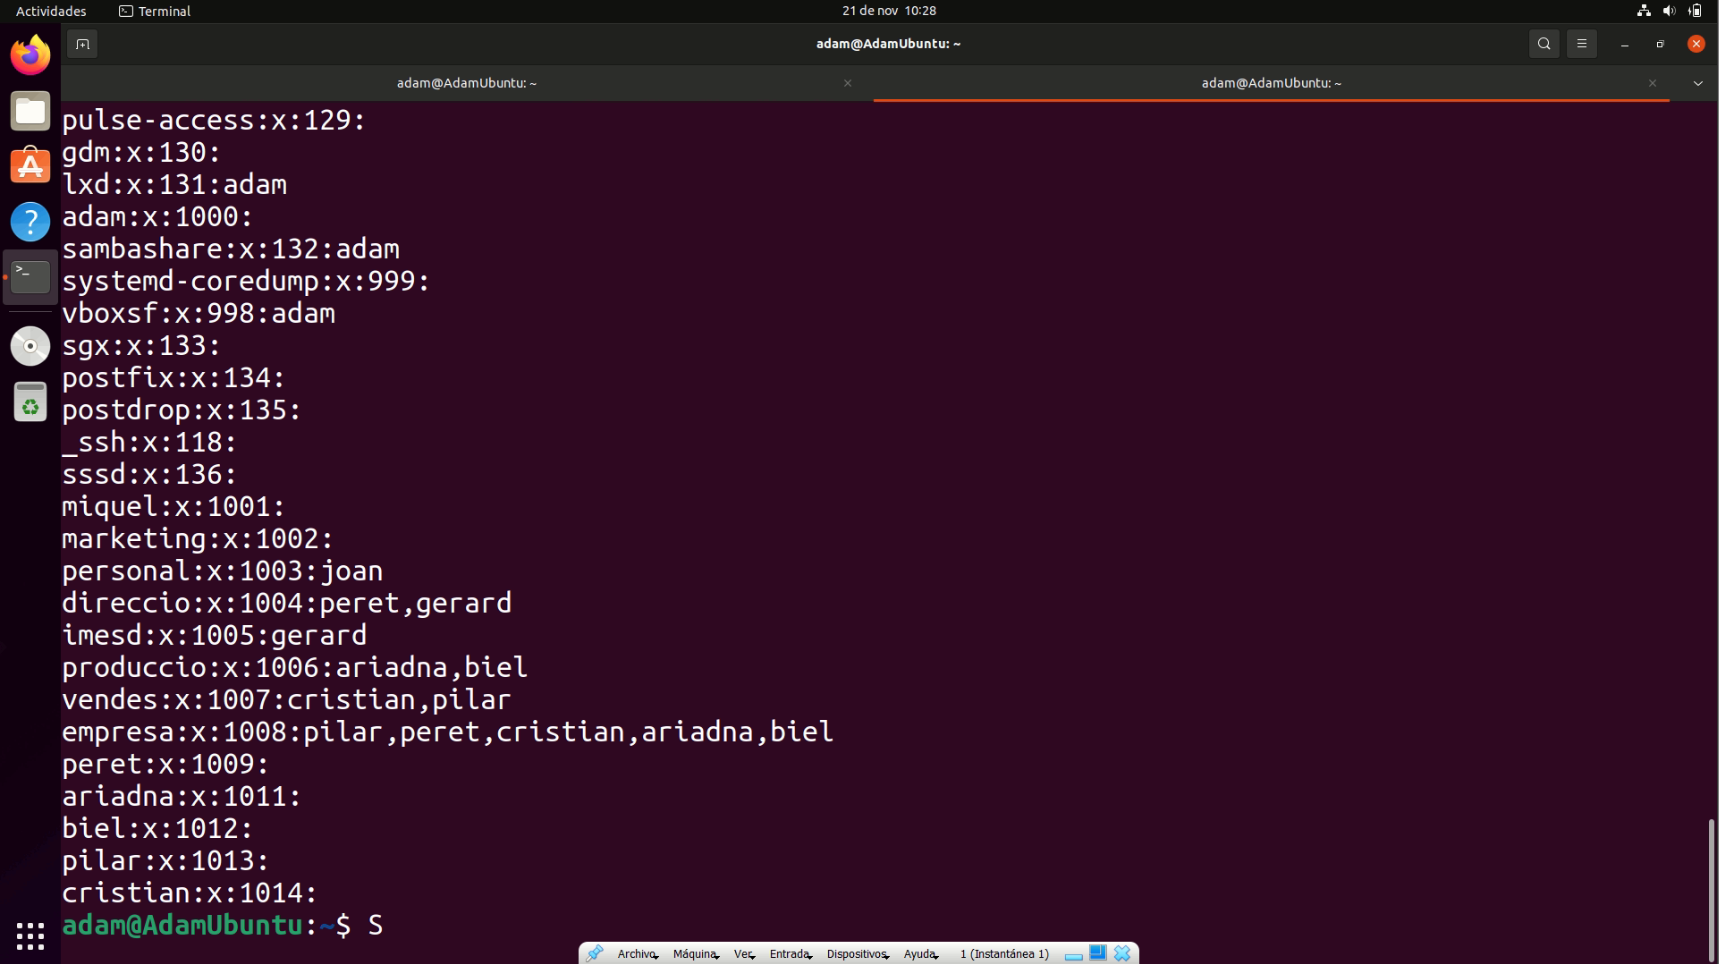 Actividades
Terminal
21 de nov 10:28
adam@AdamUbuntu: ~
adam@AdamUbuntu: ~
adam@AdamUbuntu: ~
pulse-access:x:129:
gdm:x:130:
lxd:x:131:adam
adam:x:1000:
sambashare:x:132:adam
systemd-coredump:x:999:
vboxsf:x:998:adam
sgx:x:133:
postfix:x:134:
postdrop:x:135:
_ssh:x:118:
sssd:x:136:
miquel:x:1001:
marketing:x:1002:
personal:x:1003:joan
direccio:x:1004:peret,gerard
imesd:x:1005:gerard
produccio:x:1006:ariadna,biel
vendes:x:1007:cristian,pilar
empresa:x:1008:pilar,peret,cristian,ariadna,biel
peret:x:1009:
ariadna:x:1011:
biel:x:1012:
pilar:x:1013:
cristian:x:1014:
adam@AdamUbuntu:~$ S
Archivo Máquina Ver Entrada Dispositivos Ayuda 1 (Instantánea 1)